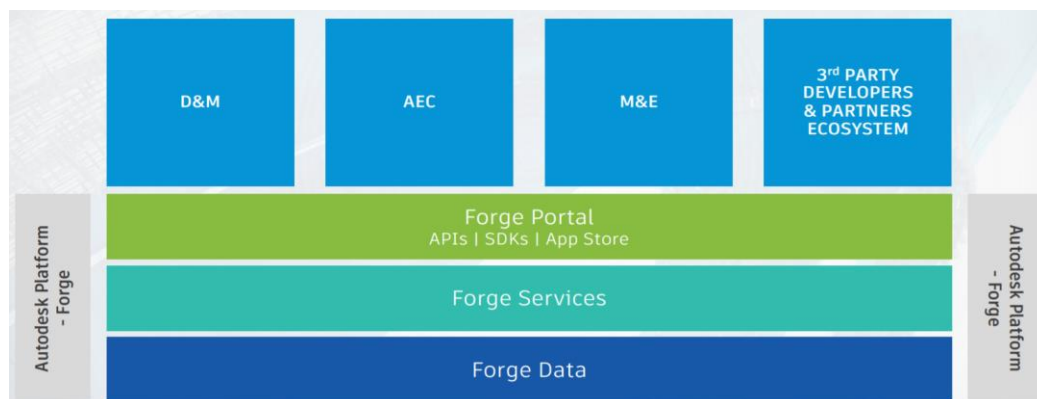 D&M
AEC
M&E
3rd PARTY
DEVELOPERS
& PARTNERS
ECOSYSTEM
Autodesk Platform
- Forge
Forge Portal
APIs | SDKs | App Store
Forge Services
Forge Data
Autodesk Platform
- Forge